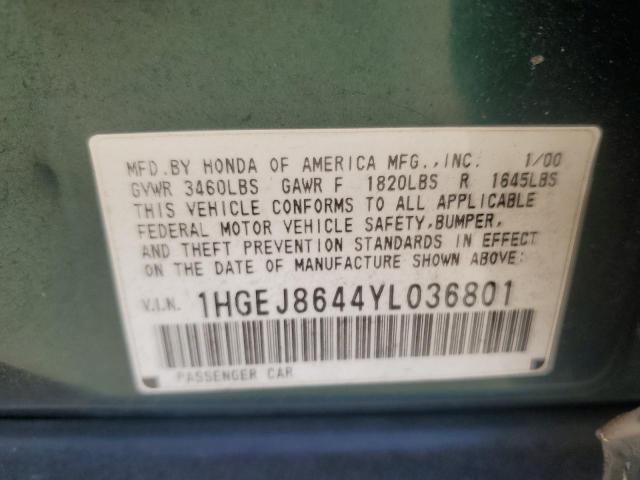 MFD.BY HONDA OF AMERICA MFG.,INC. 1/00
GVWR 3460LBS GAWR F 1820LBS R 1645LBS
THIS VEHICLE CONFORMS TO ALL APPLICABLE
FEDERAL MOTOR VEHICLE SAFETY,BUMPER,
AND THEFT PREVENTION STANDARDS IN EFFECT
ON THE DATE OF MANUFACTURE SHOWN ABOVE:
V.I.N. 1HGEJ8644YL036801
PASSENGER CAR